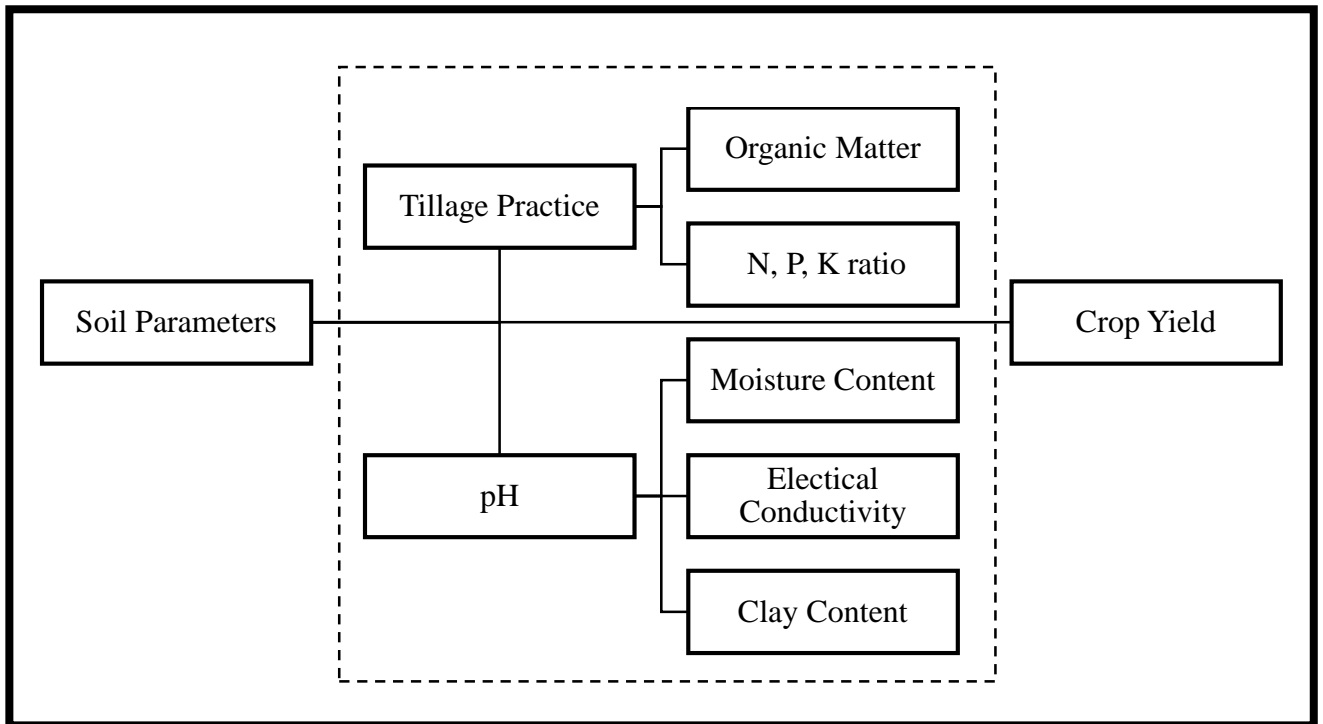 Organic Matter
Tillage Practice
N, P, K ratio
Soil Parameters
Crop Yield
Moisture Content
pH
Electical
Conductivity
Clay Content